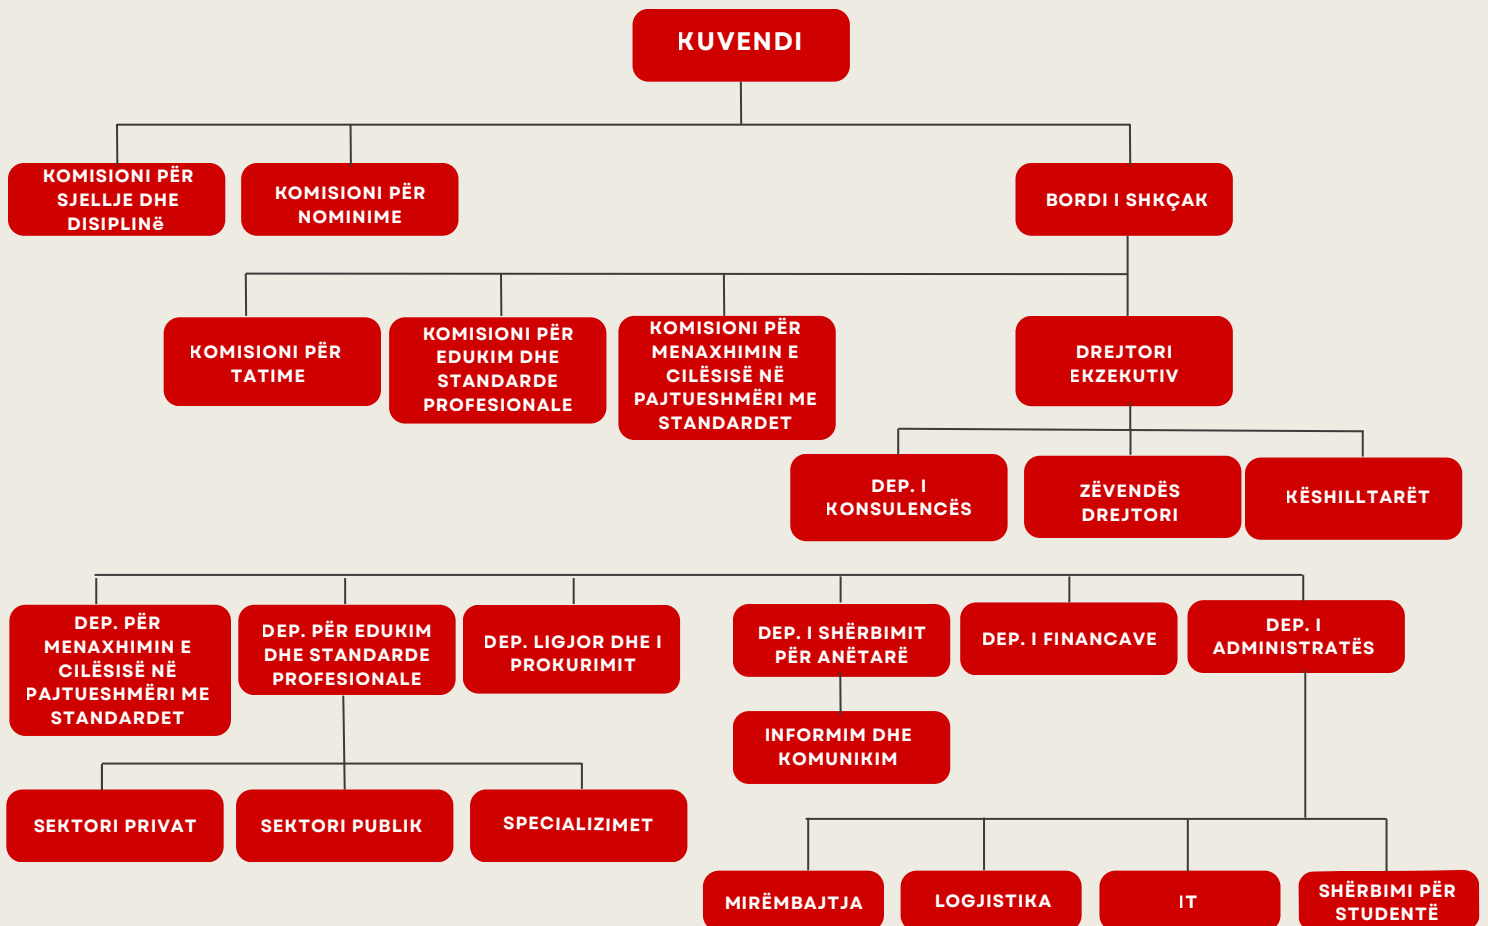 KUVENDI
KOMISIONI PËR
SJELLJE DHE
DISIPLINë
KOMISIONI PËR
NOMINIME
BORDI I SHKÇAK
KOMISIONI PËR
TATIME
KOMISIONI PËR
EDUKIM DHE
STANDARDE
PROFESIONALE
KOMISIONI PËR
MENAXHIMIN E
CILËSISË NË
PAJTUESHMËRI ME
STANDARDET
DREJTORI
EKZEKUTIV
DEP. I
KONSULENCËS
ZËVENDËS
DREJTORI
KËSHILLTARËT
DEP. PËR
MENAXHIMIN E
CILËSISË NË
PAJTUESHMËRI ME
STANDARDET
DEP. PËR EDUKIM
DHE STANDARDE
PROFESIONALE
DEP. LIGJOR DHE I
PROKURIMIT
DEP. I SHËRBIMIT
PËR ANËTARË
DEP. I FINANCAVE
DEP. I
ADMINISTRATËS
INFORMIM DHE
KOMUNIKIM
SEKTORI PRIVAT
SEKTORI PUBLIK
SPECIALIZIMET
MIRËMBAJTJA
LOGJISTIKA
IT
SHËRBIMI PËR
STUDENTË